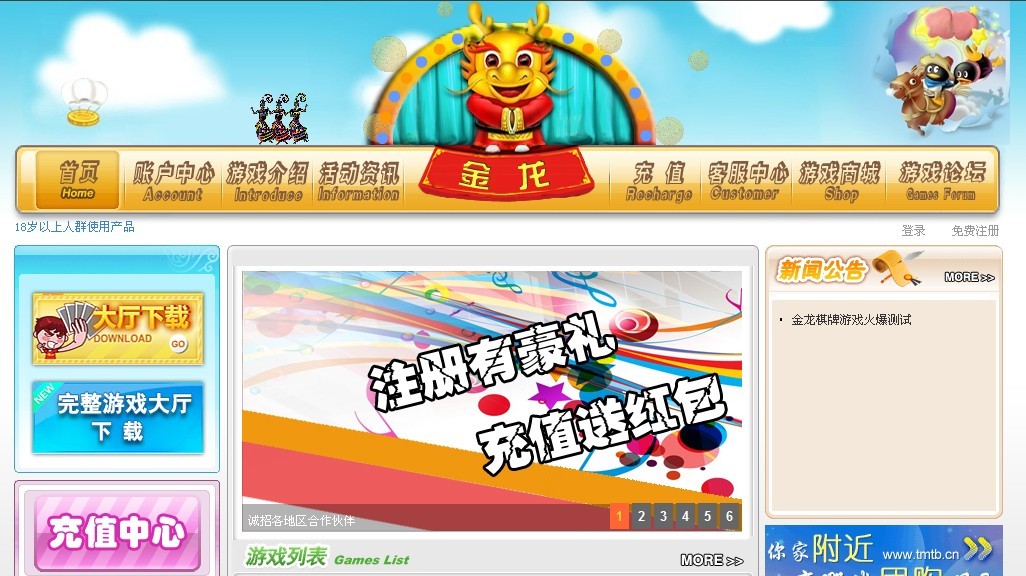 金 龙
首页
Home
账户中心
Account
游戏介绍
Introduce
活动资讯
Information
充 值
Recharge
客服中心
Customer
游戏商城
Shop
游戏论坛
Games Forum
18岁以上人群使用产品
登录 免费注册
大厅下载
DOWNLOAD
GO
NEW
完整游戏大厅
下 载
充值中心
注册有豪礼
充值送红包
诚招各地区合作伙伴
1 2 3 4 5 6
游戏列表 Games List
MORE >>
新闻公告
MORE >>
金龙棋牌游戏火爆测试
你家附近 www.tmtb.cn